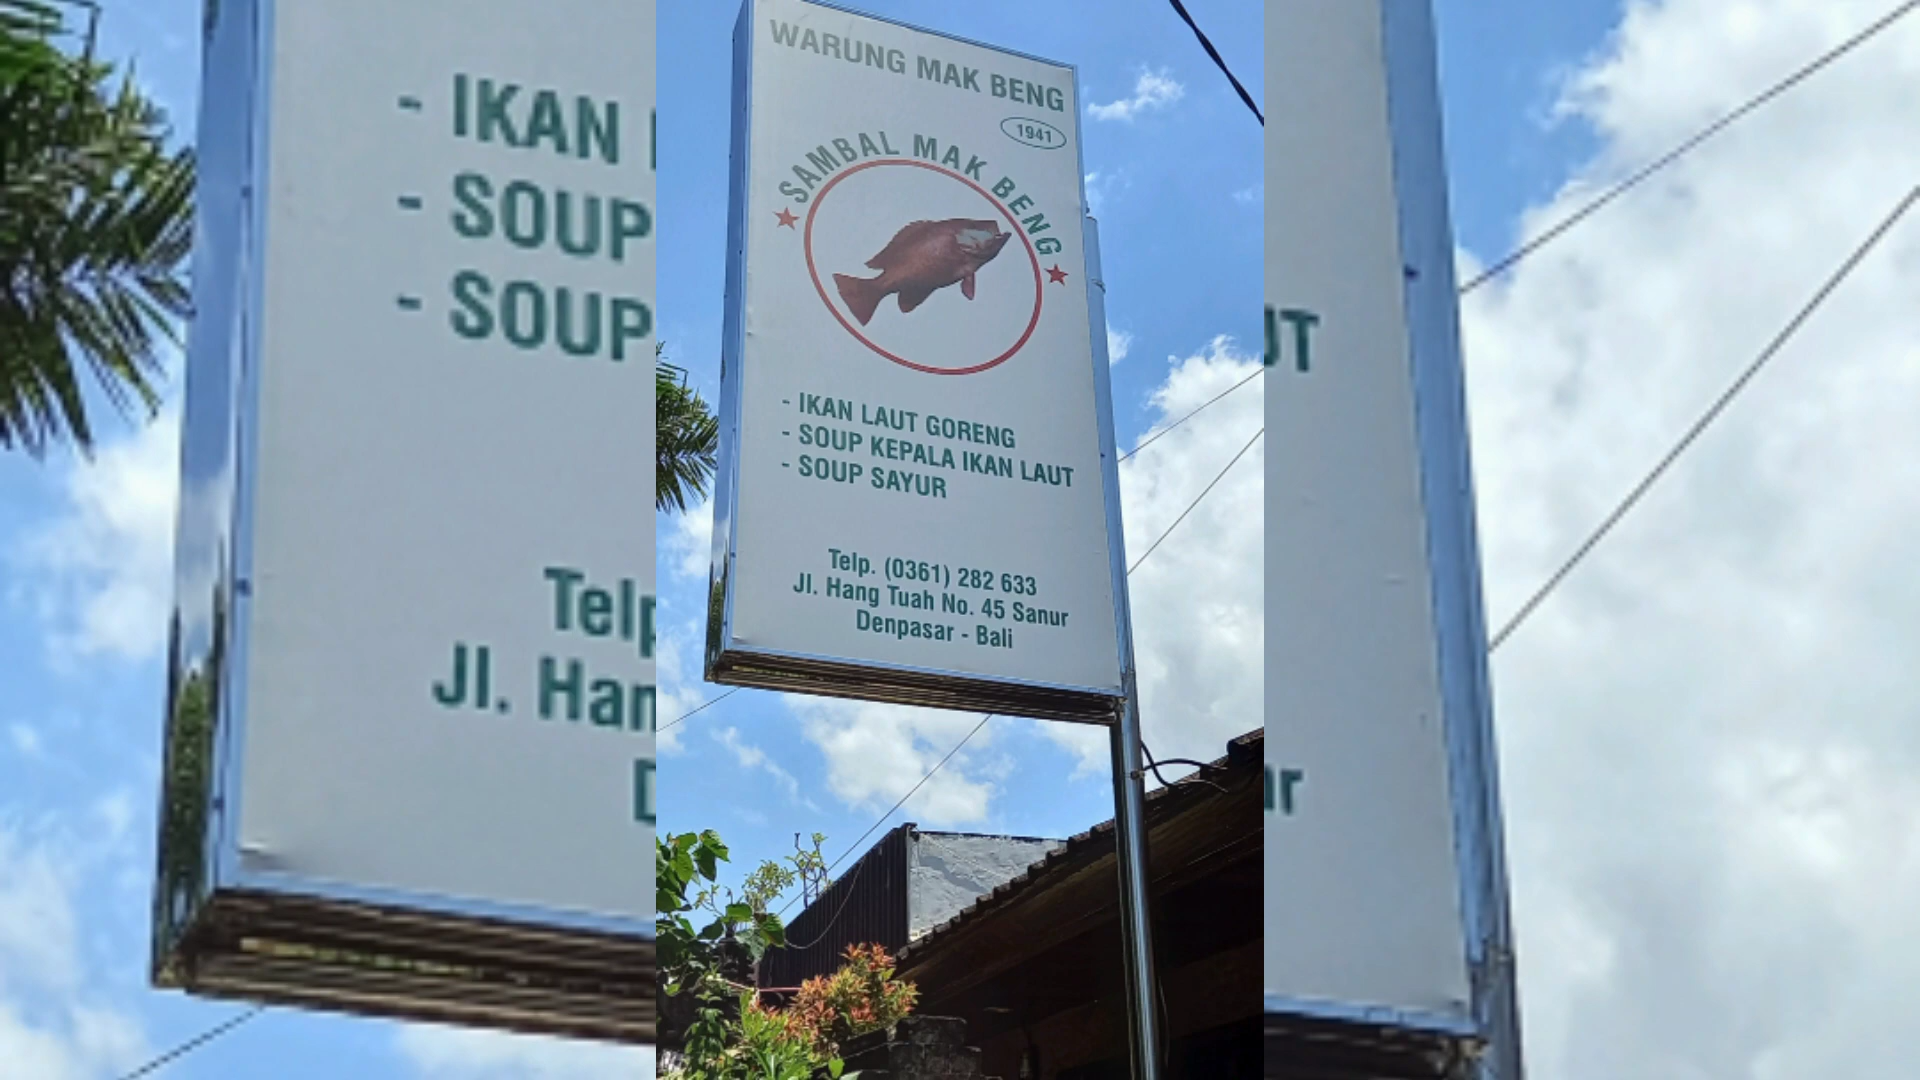 WARUNG MAK BENG
1941
SAMBAL MAK BENG
- IKAN LAUT GORENG
- SOUP KEPALA IKAN LAUT
- SOUP SAYUR
Telp. (0361) 282 633
Jl. Hang Tuah No. 45 Sanur
Denpasar - Bali